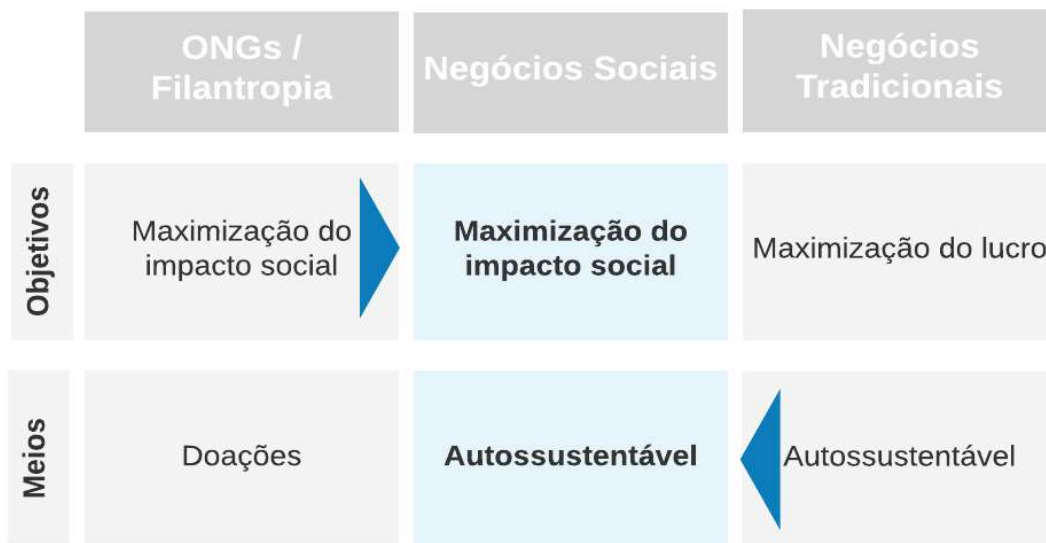 ONGs /
Filantropia
Negócios Sociais
Negócios
Tradicionais
Objetivos
Maximização do
impacto social
Maximização do
impacto social
Maximização do lucro
Meios
Doações
Autossustentável
Autossustentável